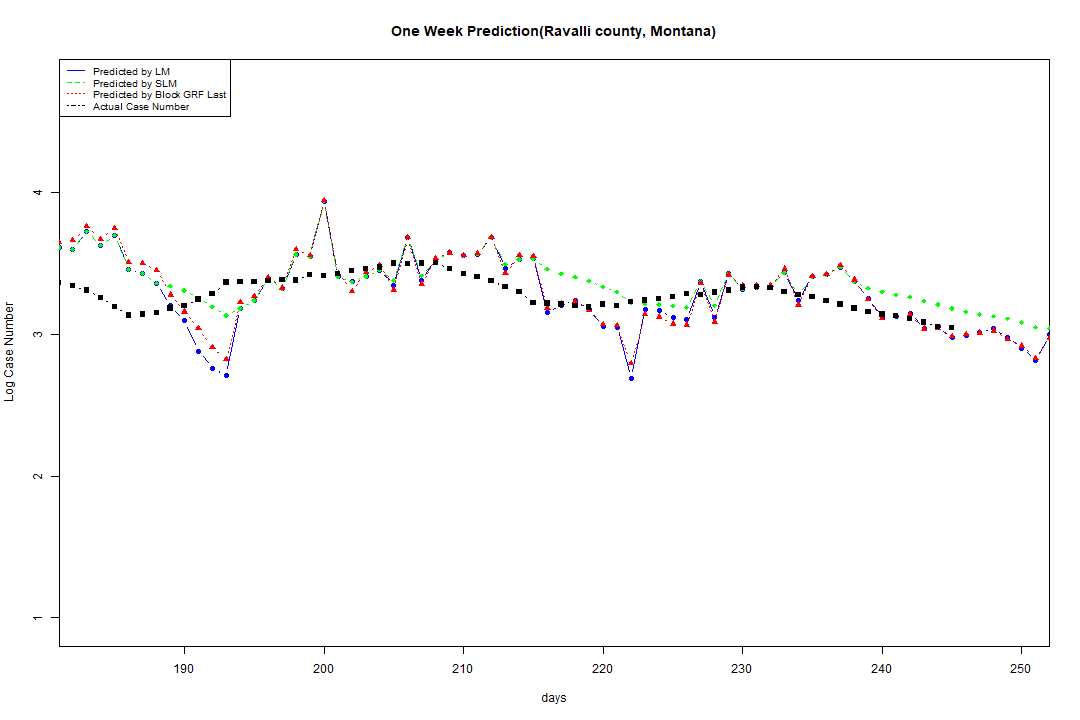 One Week Prediction(Ravalli county, Montana)
Predicted by LM
Predicted by SLM
Predicted by Block GRF Last
Actual Case Number
4
3
2
1
Log Case Number
190 200 210 220 230 240 250
days